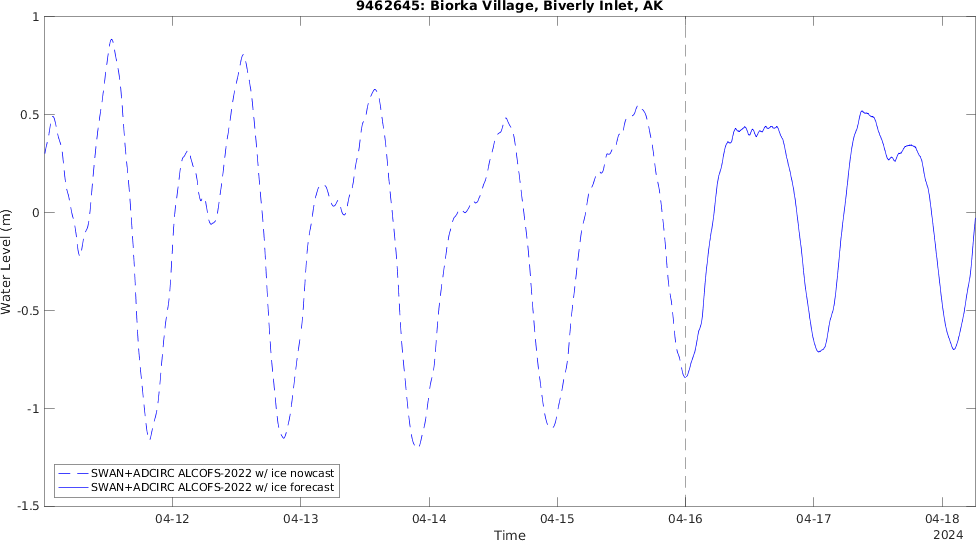 9462645: Biorka Village, Biverly Inlet, AK
1
0.5
0
-0.5
-1
-1.5
Water Level (m)
SWAN+ADCIRC ALCOFS-2022 w/ ice nowcast
SWAN+ADCIRC ALCOFS-2022 w/ ice forecast
04-12 04-13 04-14 04-15 04-16 04-17 04-18
Time 2024